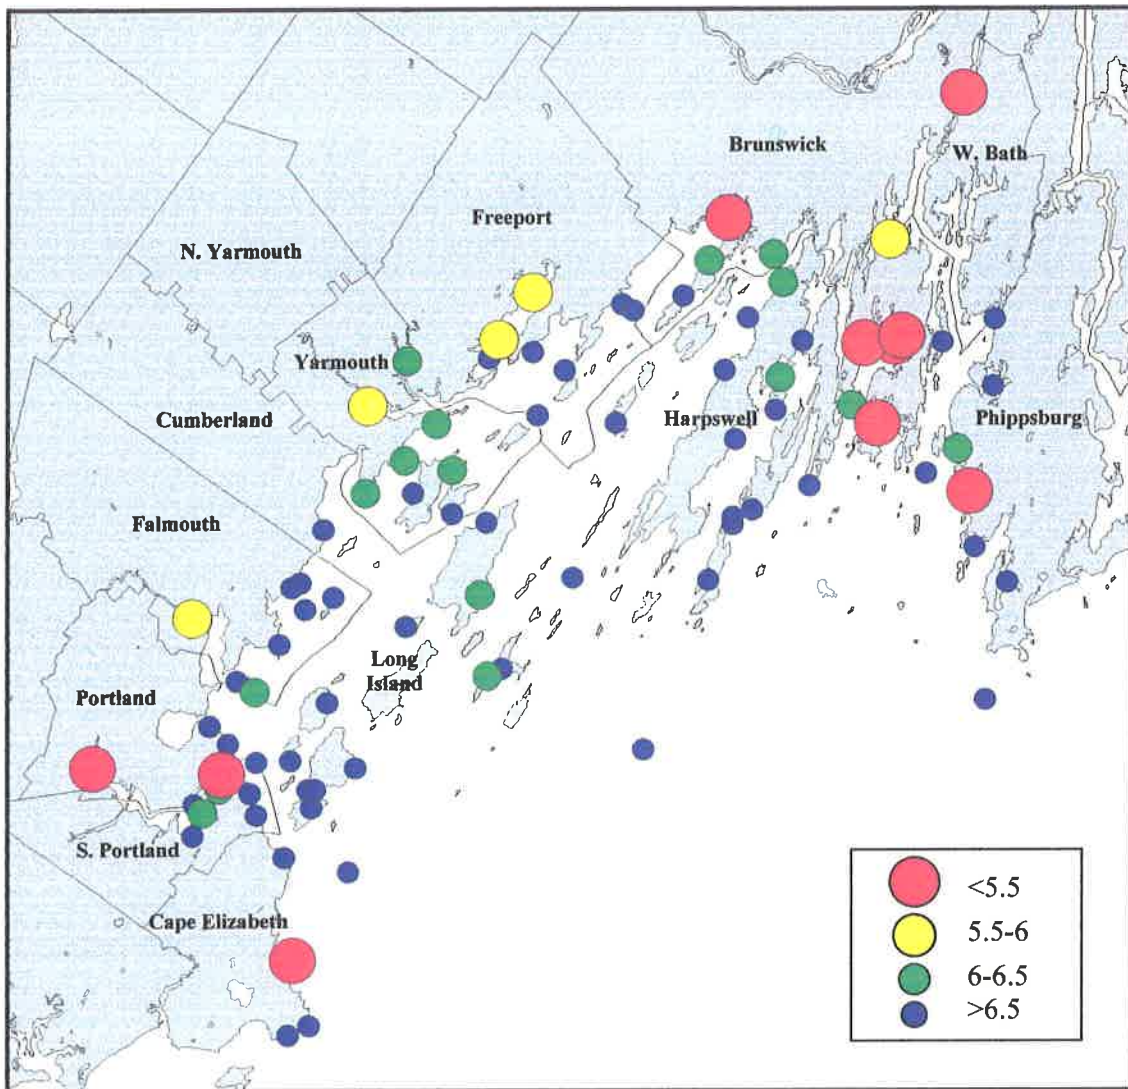 Brunswick
W. Bath
Freeport
N. Yarmouth
Yarmouth
Cumberland
Harpswell
Phippsburg
Falmouth
Long
Island
Portland
S. Portland
Cape Elizabeth
<5.5
5.5-6
6-6.5
>6.5